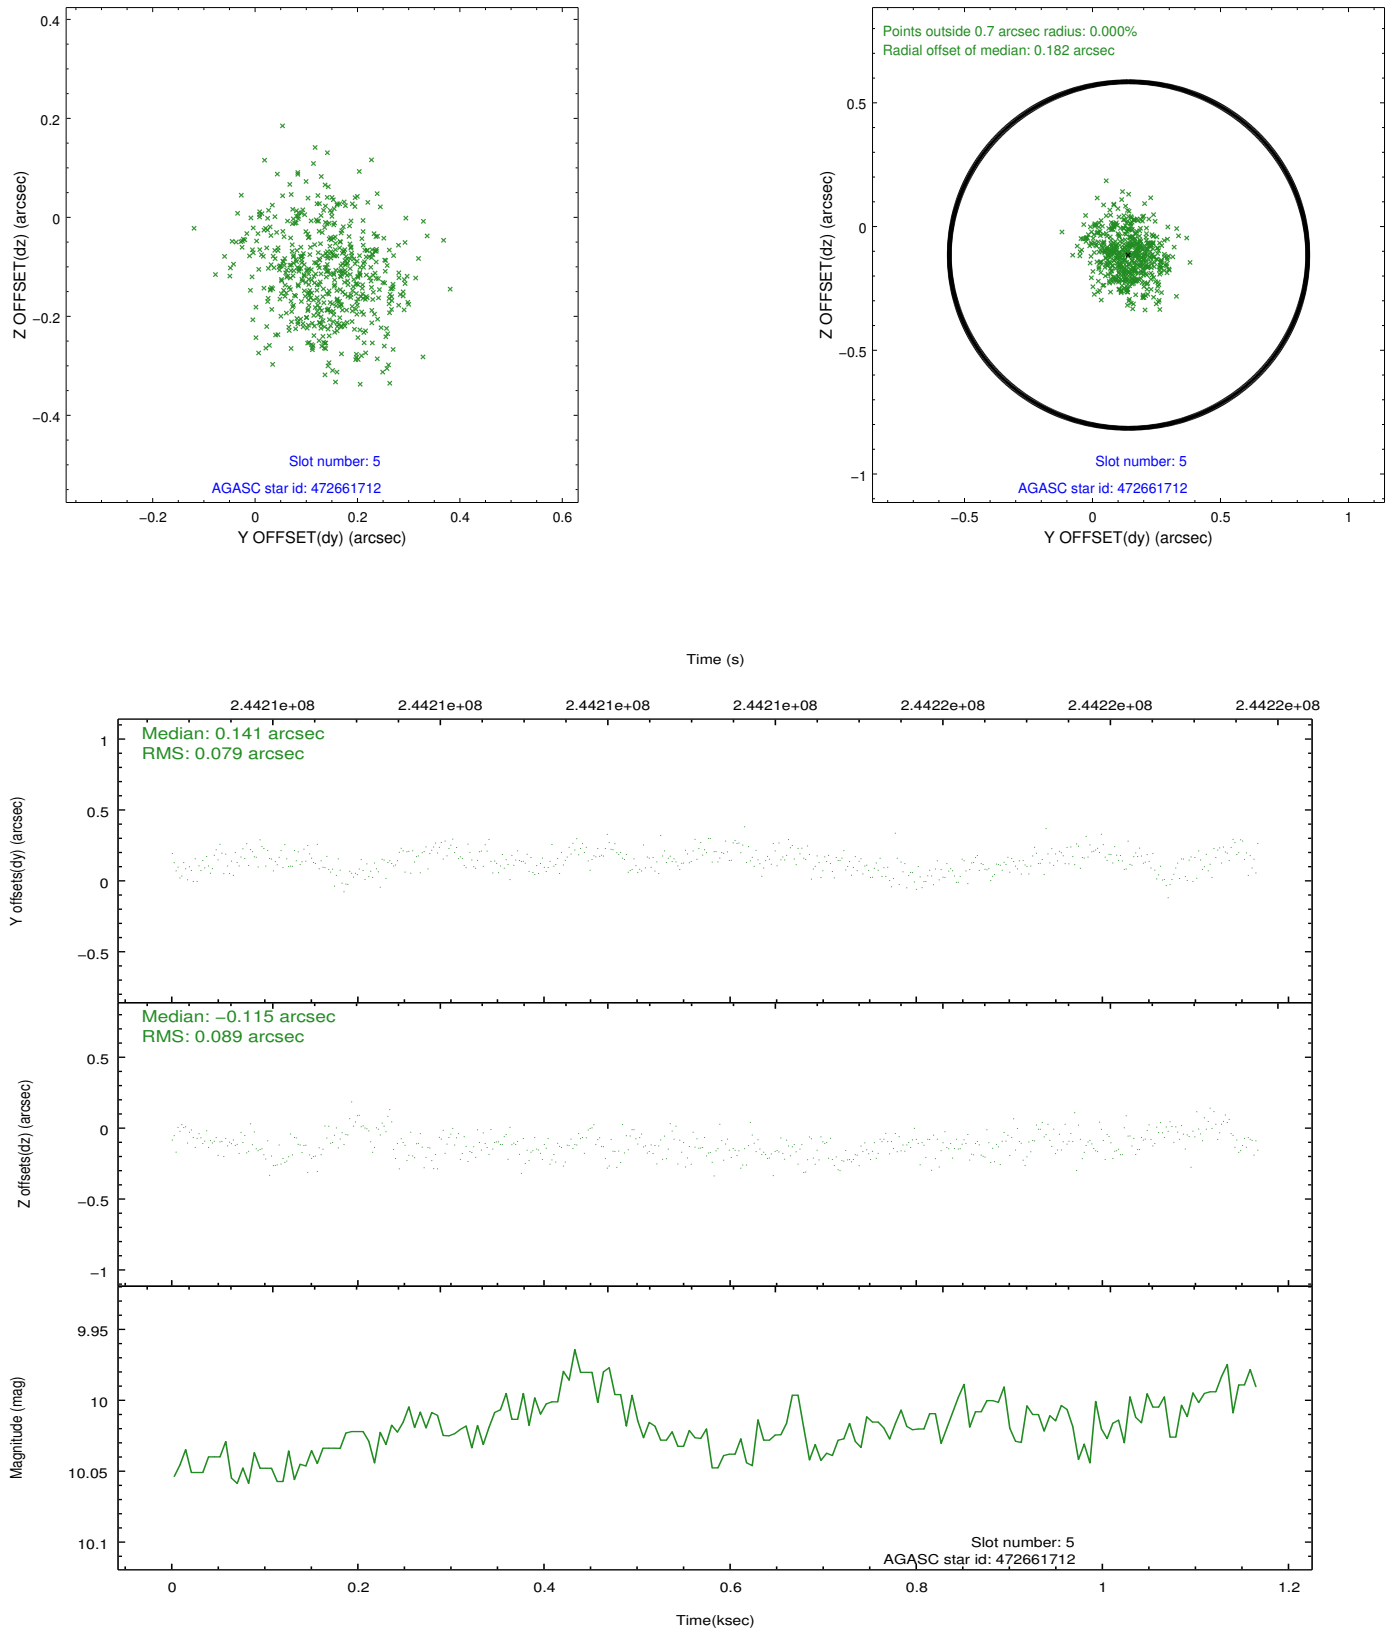 0.4
0.2
0
−0.2
−0.4
Z OFFSET(dz) (arcsec)
Slot number: 5
AGASC star id: 472661712
−0.2 0 0.2 0.4 0.6
Y OFFSET(dy) (arcsec)
Points outside 0.7 arcsec radius: 0.000%
Radial offset of median: 0.182 arcsec
0.5
0
−0.5
−1
Z OFFSET(dz) (arcsec)
Slot number: 5
AGASC star id: 472661712
−0.5 0 0.5 1
Y OFFSET(dy) (arcsec)
Time (s)
2.4421e+08 2.4421e+08 2.4421e+08 2.4421e+08 2.4422e+08 2.4422e+08 2.4422e+08
Median: 0.141 arcsec
RMS: 0.079 arcsec
1
0.5
0
−0.5
Y offsets(dy) (arcsec)
Median: −0.115 arcsec
RMS: 0.089 arcsec
0.5
0
−0.5
−1
Z offsets(dz) (arcsec)
9.95
10
10.05
10.1
Magnitude (mag)
Slot number: 5
AGASC star id: 472661712
0 0.2 0.4 0.6 0.8 1 1.2
Time(ksec)